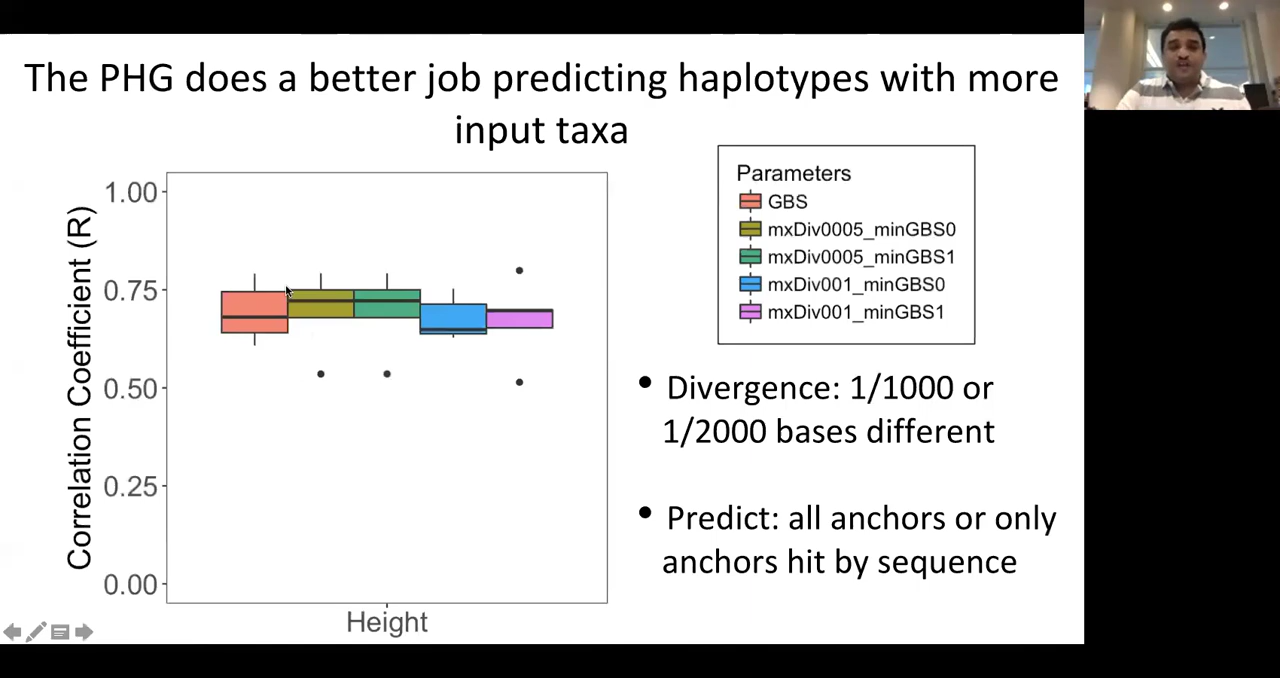 The PHG does a better job predicting haplotypes with more
input taxa
Correlation Coefficient (R)
1.00
0.75
0.50
0.25
0.00
Height
Parameters
GBS
mxDiv0005_minGBS0
mxDiv0005_minGBS1
mxDiv001_minGBS0
mxDiv001_minGBS1
• Divergence: 1/1000 or
1/2000 bases different
• Predict: all anchors or only
anchors hit by sequence